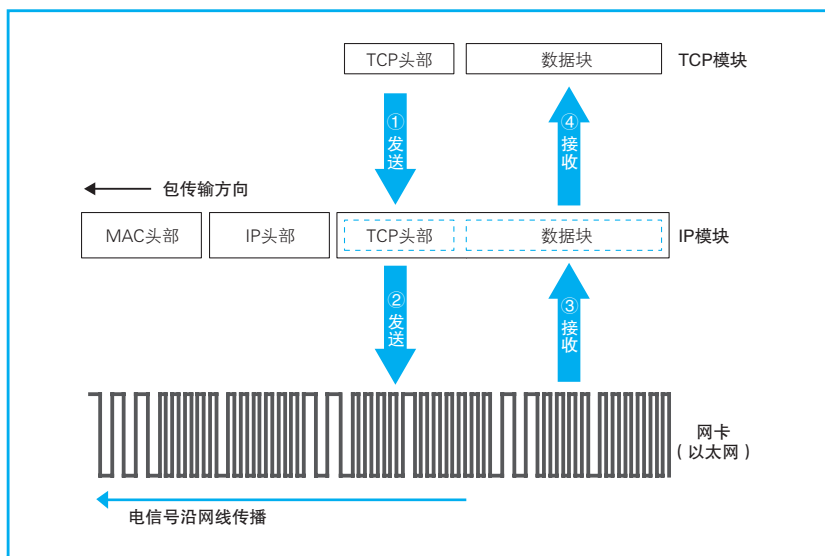 TCP头部 数据块 TCP模块
①发送
④接收
包传输方向
MAC头部 IP头部 TCP头部 数据块 IP模块
②发送
③接收
网卡
(以太网)
电信号沿网线传播